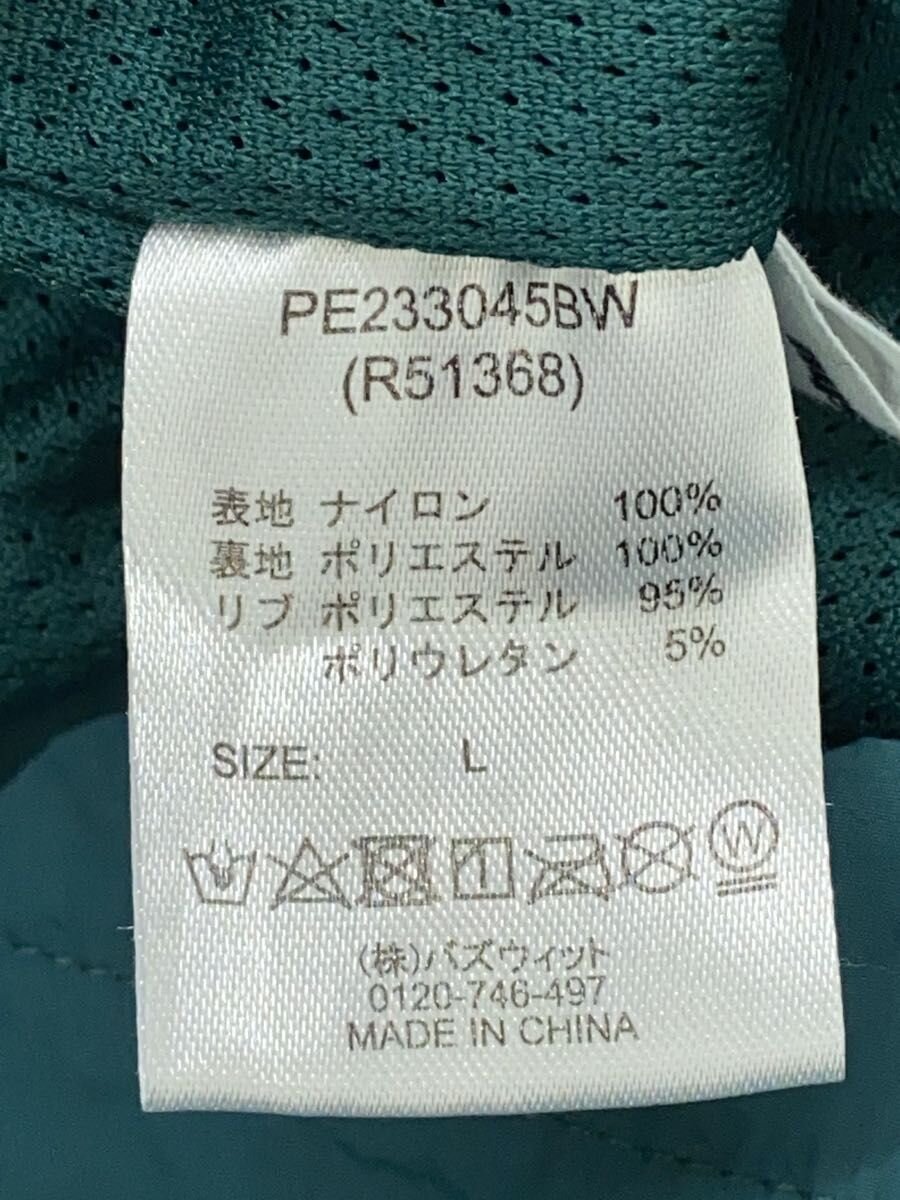 PE233045BW
(R51368)
表地 ナイロン 100%
裏地 ポリエステル 100%
リブ ポリエステル 95%
ポリウレタン 5%
SIZE: L
W
(株)バズウィット
0120-746-497
MADE IN CHINA